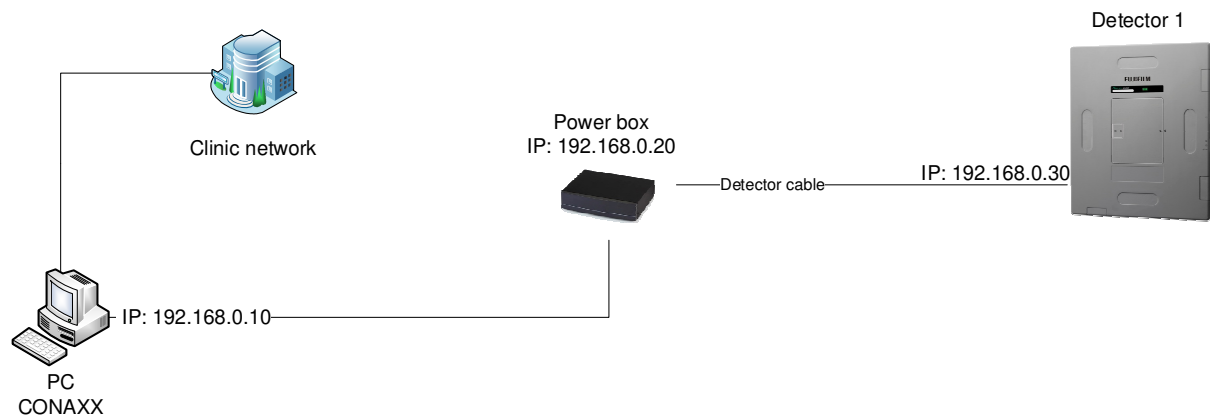 Detector 1
FUJIFILM
Clinic network
Power box
IP: 192.168.0.20
Detector cable
IP: 192.168.0.30
IP: 192.168.0.10
PC
CONAXX